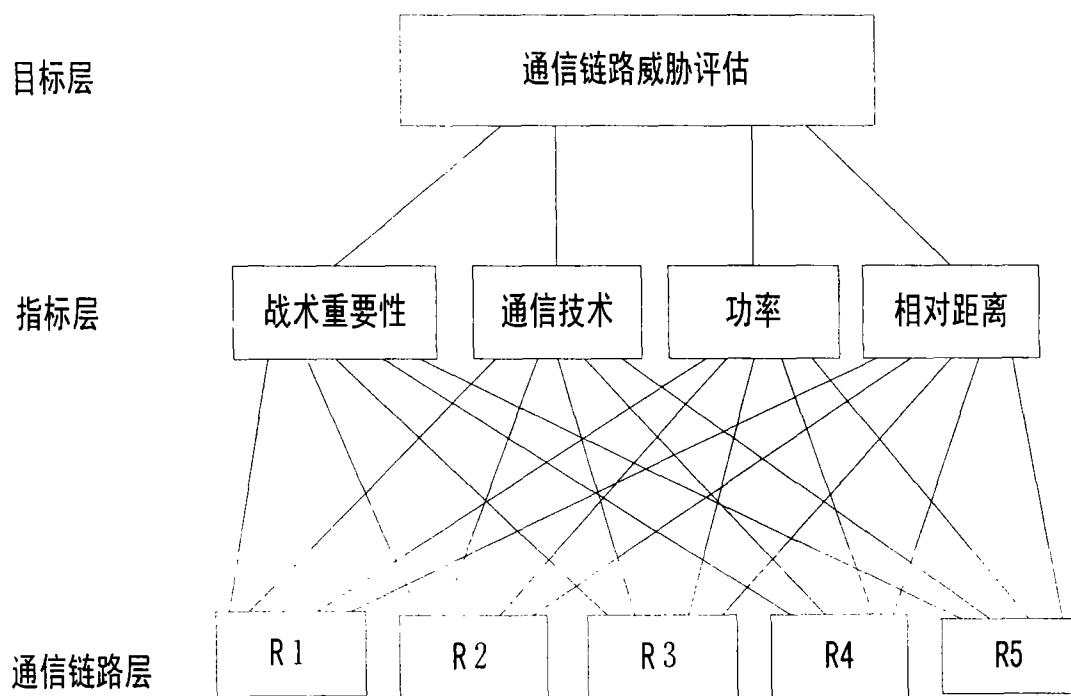 目标层
通信链路威胁评估
指标层
战术重要性
通信技术
功率
相对距离
通信链路层
R1
R2
R3
R4
R5